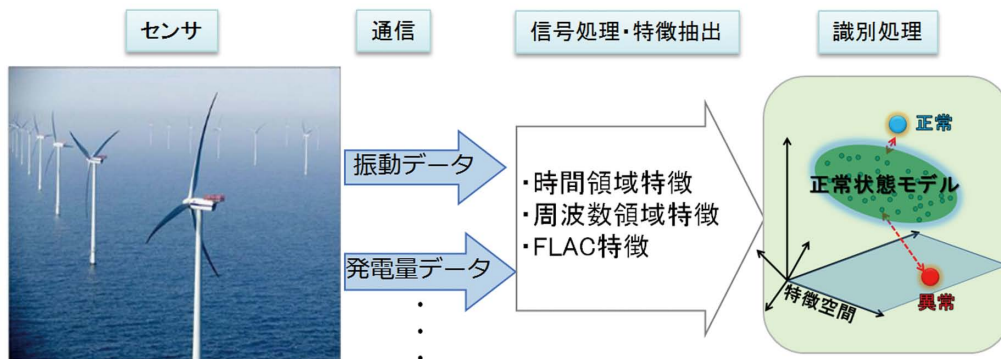 センサ
通信
信号処理・特徴抽出
識別処理
振動データ
発電量データ
・時間領域特徴
・周波数領域特徴
・FLAC特徴
正常
正常状態モデル
特徴空間
異常